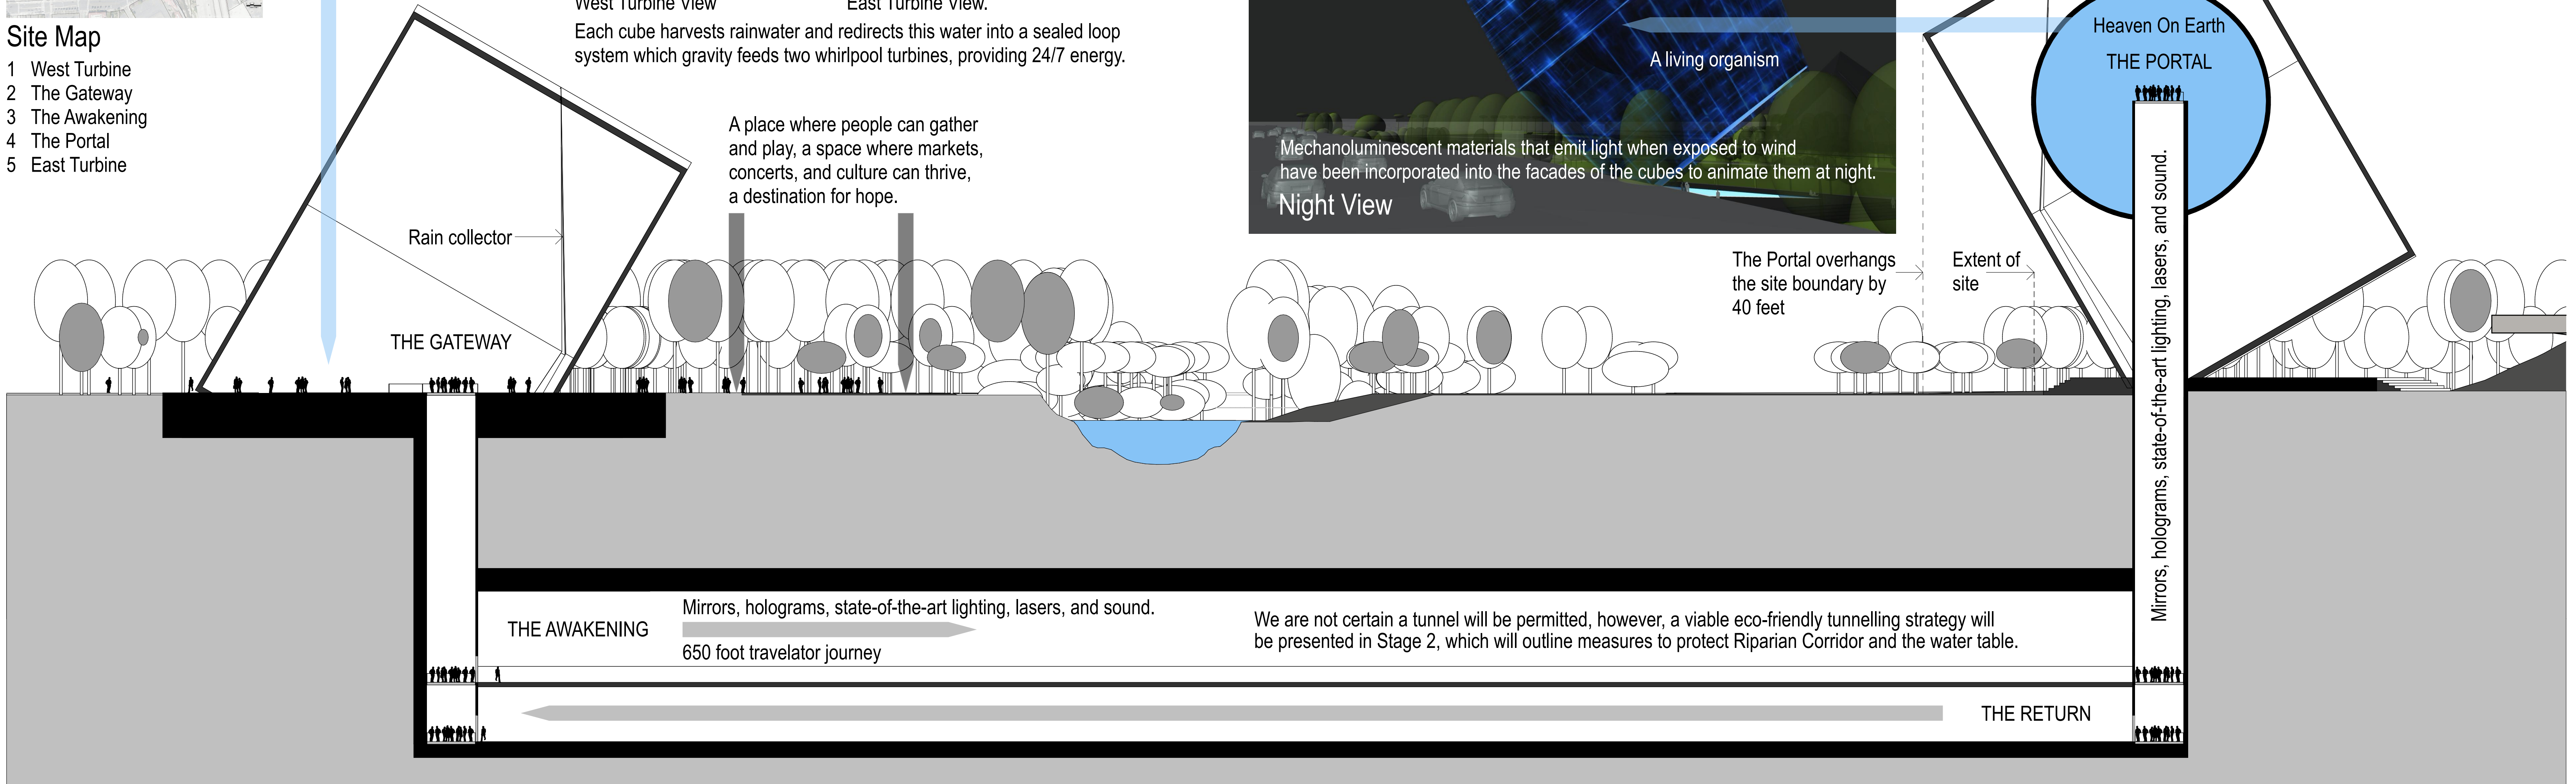 Site Map
1 West Turbine
2 The Gateway
3 The Awakening
4 The Portal
5 East Turbine
West Turbine View
East Turbine View.
Each cube harvests rainwater and redirects this water into a sealed loop
system which gravity feeds two whirlpool turbines, providing 24/7 energy.
A place where people can gather
and play, a space where markets,
concerts, and culture can thrive,
a destination for hope.
Rain collector
THE GATEWAY
A living organism
Mechanoluminescent materials that emit light when exposed to wind
have been incorporated into the facades of the cubes to animate them at night.
Night View
Heaven On Earth
THE PORTAL
The Portal overhangs
the site boundary by
40 feet
Extent of
site
Mirrors, holograms, state-of-the-art lighting, lasers, and sound.
THE AWAKENING
Mirrors, holograms, state-of-the-art lighting, lasers, and sound.
650 foot travelator journey
We are not certain a tunnel will be permitted, however, a viable eco-friendly tunnelling strategy will
be presented in Stage 2, which will outline measures to protect Riparian Corridor and the water table.
THE RETURN